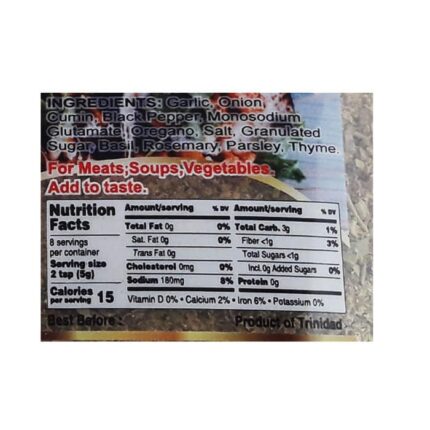 INGREDIENTS: Garlic, Onion,
Cumin, Black Pepper, Monosodium
Glutamate, Oregano, Salt, Granulated
Sugar, Basil, Rosemary, Parsley, Thyme.
For Meats,Soups,Vegetables.
Add to taste.
Nutrition
Facts
8 servings
per container
Serving size
2 tsp (5g)
Calories
per serving 15
Amount/serving % DV
Total Fat 0g 0%
Sat. Fat 0g 0%
Trans Fat 0g
Cholesterol 0mg 0%
Sodium 180mg 8%
Amount/serving % DV
Total Carb. 3g 1%
Fiber <1g 3%
Total Sugars <1g
Incl. 0g Added Sugars 0%
Protein 0g
Vitamin D 0% • Calcium 2% • Iron 6% • Potassium 0%
Best Before :
Product of Trinidad